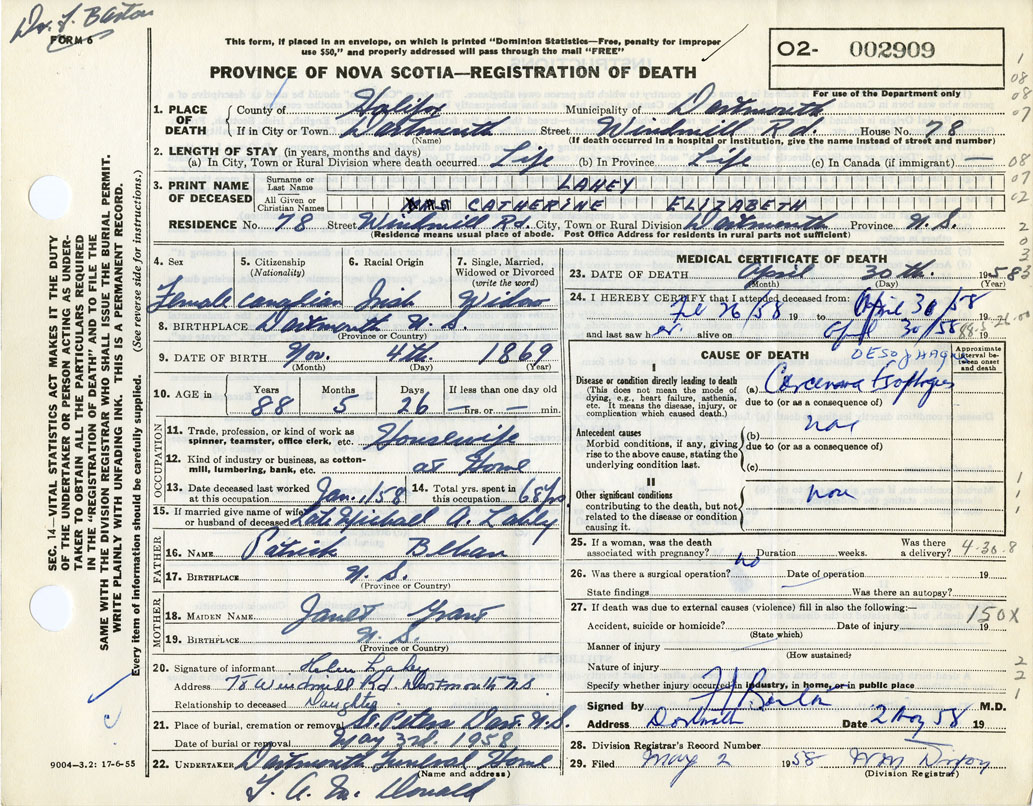 Dr. F. Barton
FORM 6
This form, if placed in an envelope, on which is printed "Dominion Statistics—Free, penalty for improper
use $50," and properly addressed will pass through the mail "FREE"
O2- 002909
For use of the Department only
PROVINCE OF NOVA SCOTIA—REGISTRATION OF DEATH
1. PLACE OF DEATH County of Halifax Municipality of Dartmouth
If in City or Town Dartmouth Street Windmill Rd. House No. 78
(Name) (If death occurred in a hospital or institution, give the name instead of street and number)
2. LENGTH OF STAY (in years, months and days)
(a) In City, Town or Rural Division where death occurred Life (b) In Province Life (c) In Canada (if immigrant) —
3. PRINT NAME OF DECEASED Surname or Last Name LAHEY
All Given or Christian Names CATHERINE ELIZABETH
RESIDENCE No. 78 Street Windmill Rd. City, Town or Rural Division Dartmouth Province N.S.
(Residence means usual place of abode. Post Office Address for residents in rural parts not sufficient)
4. Sex 5. Citizenship (Nationality) 6. Racial Origin 7. Single, Married, Widowed or Divorced (write the word)
Female Canadian Irish Widow
8. BIRTHPLACE Dartmouth N.S.
(Province or Country)
9. DATE OF BIRTH Nov. 4th 1869
(Month) (Day) (Year)
10. AGE in Years Months Days If less than one day old
88 5 26 — hrs. or — min.
OCCUPATION
11. Trade, profession, or kind of work as spinner, teamster, office clerk, etc. Housewife
12. Kind of industry or business, as cotton-mill, lumbering, bank, etc. at Home
13. Date deceased last worked at this occupation Jan. 1/58 14. Total yrs. spent in this occupation 68 yrs
15. If married give name of wife or husband of deceased Late Michael A. Lahey
FATHER
16. NAME Patrick Behan
17. BIRTHPLACE N.S.
(Province or Country)
MOTHER
18. MAIDEN NAME Janet Grant
19. BIRTHPLACE N.S.
(Province or Country)
20. Signature of informant Helen Lahey
Address 78 Windmill Rd. Dartmouth N.S.
Relationship to deceased Daughter
21. Place of burial, cremation or removal St. Peters Dart. N.S.
Date of burial or removal May 3rd 1958
22. UNDERTAKER Dartmouth Funeral Home
(Name and address)
MEDICAL CERTIFICATE OF DEATH
23. DATE OF DEATH April 30th 1958
(Month) (Day) (Year)
24. I HEREBY CERTIFY that I attended deceased from:
Feb 26/58 19 to April 30/58 19
and last saw her alive on April 30/58 19
88-5-26-00
CAUSE OF DEATH
Approximate interval between onset and death
I
Disease or condition directly leading to death
(This does not mean the mode of dying, e.g., heart failure, asthenia, etc. It means the disease, injury, or complication which caused death.)
(a)
due to (or as a consequence of)
Antecedent causes
Morbid conditions, if any, giving rise to the above cause, stating the underlying condition last.
(b)
due to (or as a consequence of)
(c)
II
Other significant conditions
contributing to the death, but not related to the disease or condition causing it.
25. If a woman, was the death associated with pregnancy? Duration weeks. Was there a delivery? 4-30-8
no
26. Was there a surgical operation? Date of operation 19
State findings Was there an autopsy?
27. If death was due to external causes (violence) fill in also the following:— 150X
Accident, suicide or homicide? Date of injury 19
(State which)
Manner of injury
(How sustained)
Nature of injury
Specify whether injury occurred in industry, in home, or in public place
Signed by M.D.
Address Dartmouth Date 2 May 58 19
28. Division Registrar's Record Number
29. Filed May 2 1958
(Division Registrar)
SEC. 14—VITAL STATISTICS ACT MAKES IT THE DUTY
OF THE UNDERTAKER OR PERSON ACTING AS UNDER-
TAKER TO OBTAIN ALL THE PARTICULARS REQUIRED
IN THE "REGISTRATION OF DEATH" AND TO FILE THE
SAME WITH THE DIVISION REGISTRAR WHO SHALL ISSUE THE BURIAL PERMIT.
WRITE PLAINLY WITH UNFADING INK. THIS IS A PERMANENT RECORD.
Every item of information should be carefully supplied. (See reverse side for instructions.)
9004—3.2: 17-6-55